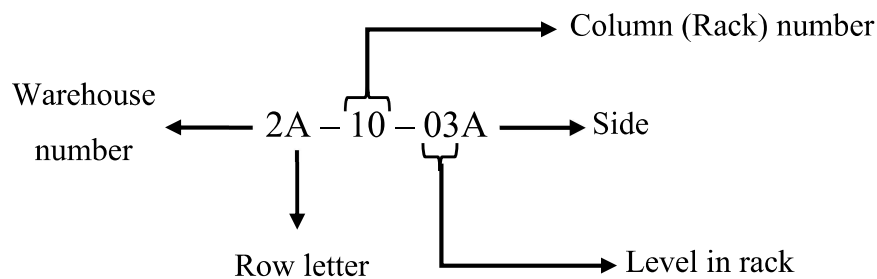 Column (Rack) number
Warehouse
number
2A – 10 – 03A
Side
Row letter
Level in rack